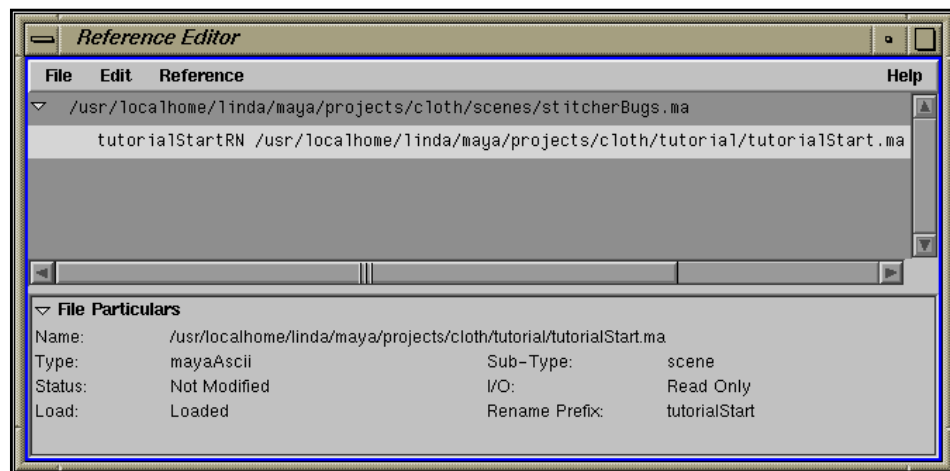 Reference Editor
File Edit Reference Help
/usr/localhome/linda/maya/projects/cloth/scenes/stitcherBugs.ma
tutorialStartRN /usr/localhome/linda/maya/projects/cloth/tutorial/tutorialStart.ma
File Particulars
Name: /usr/localhome/linda/maya/projects/cloth/tutorial/tutorialStart.ma
Type: mayaAscii Sub-Type: scene
Status: Not Modified I/O: Read Only
Load: Loaded Rename Prefix: tutorialStart